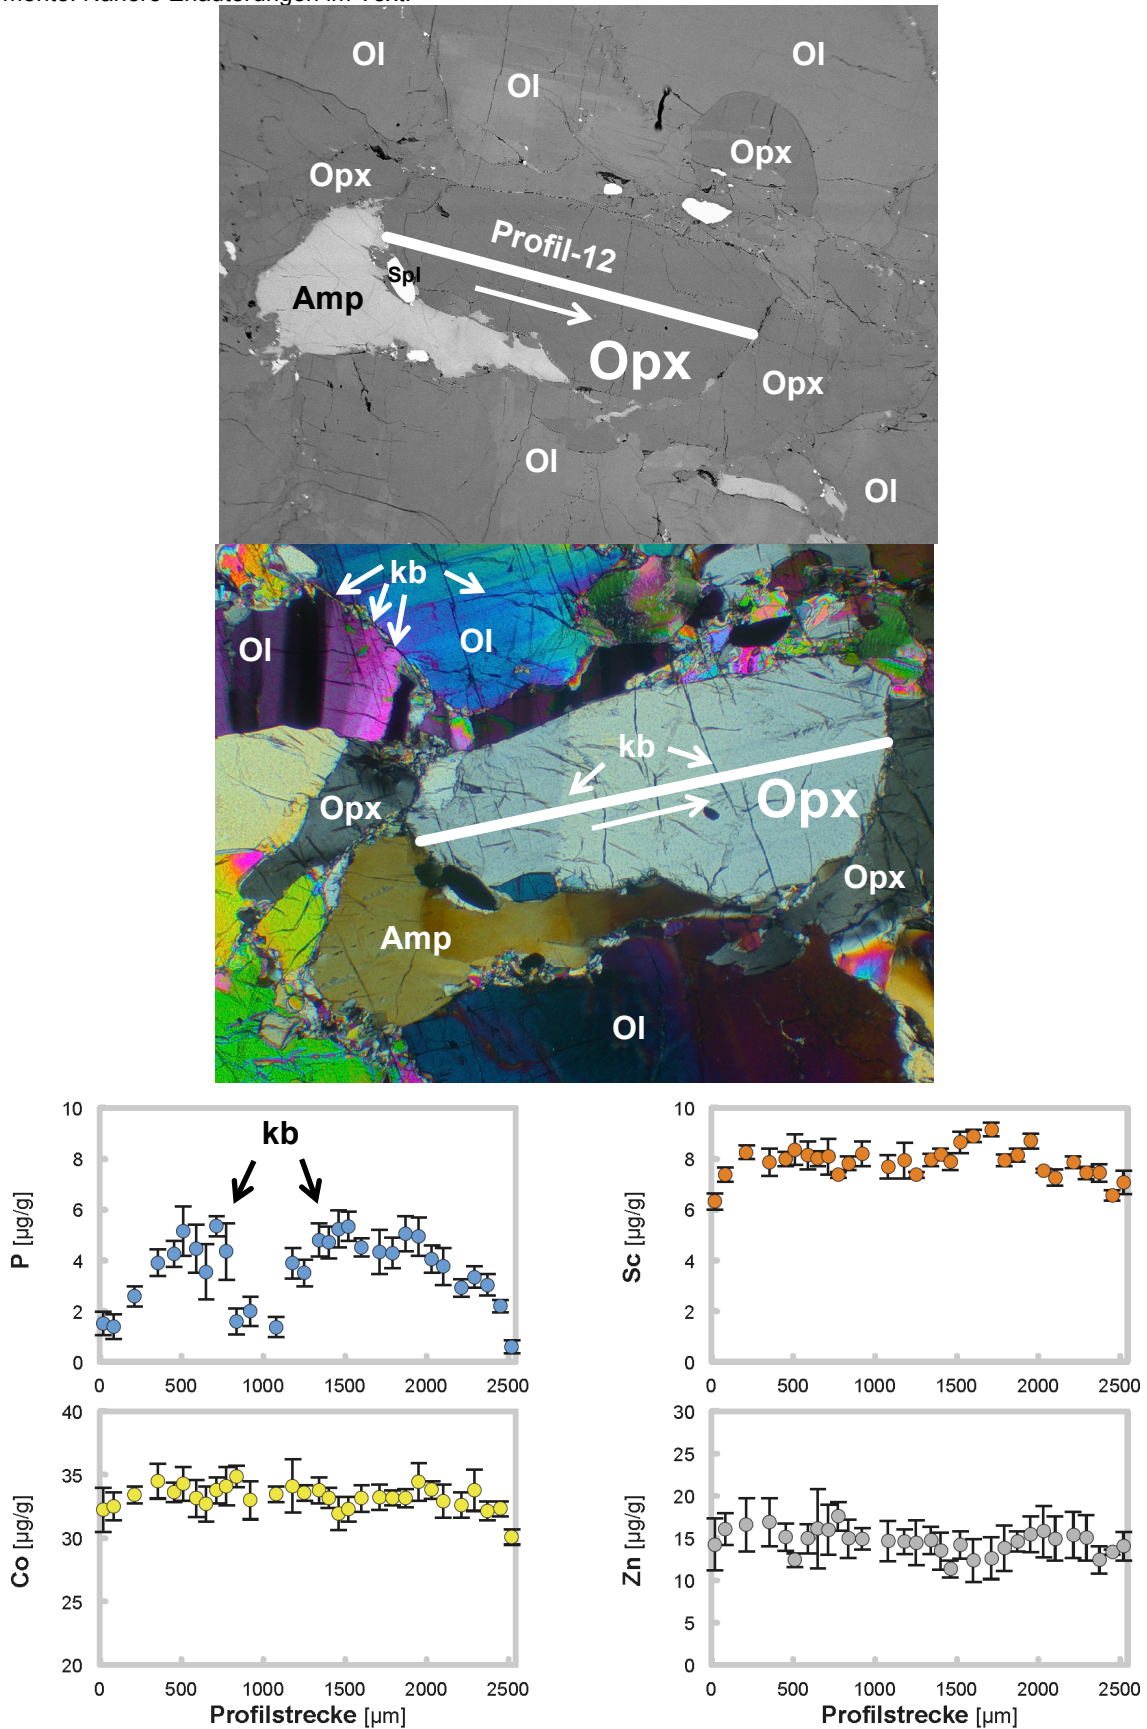 Ol
Ol
Ol
Opx
Opx
Profil-12
Spl
Amp
Opx
Opx
Ol
Ol
kb
Ol
Ol
kb
Opx
Opx
Opx
Amp
Ol
10
8
6
4
2
0
P [µg/g]
kb
0 500 1000 1500 2000 2500
10
8
6
4
2
0
Sc [µg/g]
0 500 1000 1500 2000 2500
40
35
30
25
20
Co [µg/g]
0 500 1000 1500 2000 2500
Profilstrecke [µm]
30
25
20
15
10
5
0
Zn [µg/g]
0 500 1000 1500 2000 2500
Profilstrecke [µm]